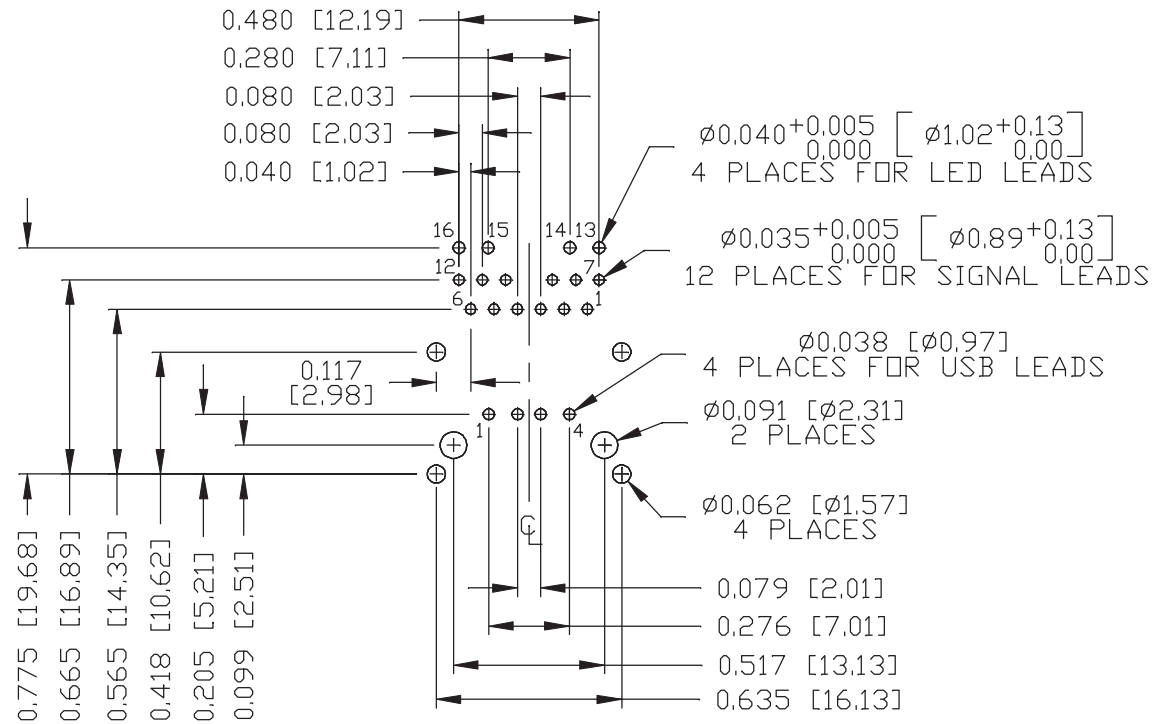 0.480 [12.19]
0.280 [7.11]
0.080 [2.03]
0.080 [2.03]
0.040 [1.02]
Ø0.040 +0.005 0.000 [Ø1.02 +0.13 0.00]
4 PLACES FOR LED LEADS
16 15 14 13
Ø0.035 +0.005 0.000 [Ø0.89 +0.13 0.00]
12 PLACES FOR SIGNAL LEADS
12 7
6 1
Ø0.038 [Ø0.97]
4 PLACES FOR USB LEADS
0.117
[2.98]
1 4
Ø0.091 [Ø2.31]
2 PLACES
Ø0.062 [Ø1.57]
4 PLACES
CL
0.775 [19.68]
0.665 [16.89]
0.565 [14.35]
0.418 [10.62]
0.205 [5.21]
0.099 [2.51]
0.079 [2.01]
0.276 [7.01]
0.517 [13.13]
0.635 [16.13]